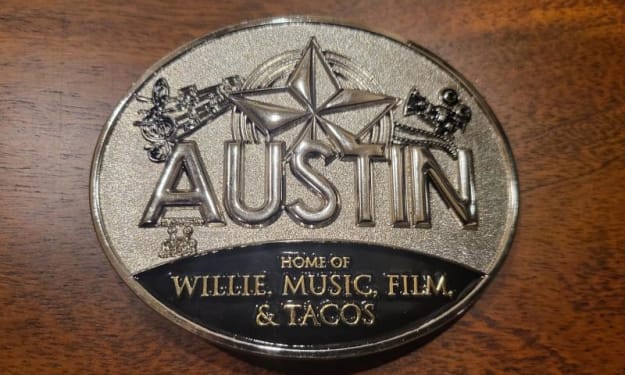 AUSTIN
HOME OF
WILLIE, MUSIC, FILM,
& TACOS